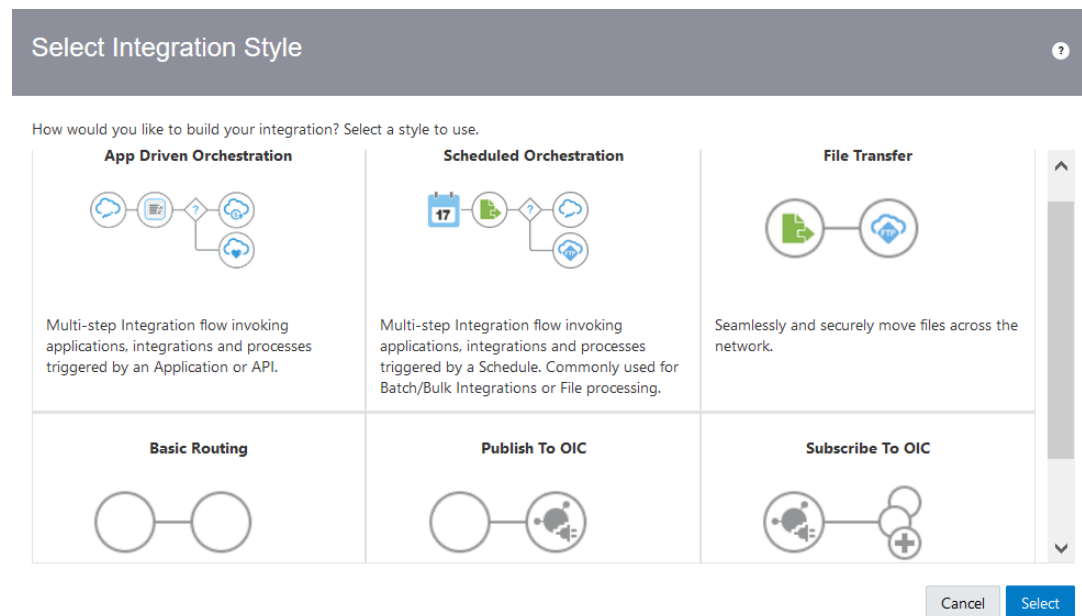 Select Integration Style
?
How would you like to build your integration? Select a style to use.
App Driven Orchestration
?
Multi-step Integration flow invoking
applications, integrations and processes
triggered by an Application or API.
Scheduled Orchestration
17
?
FTP
Multi-step Integration flow invoking
applications, integrations and processes
triggered by a Schedule. Commonly used for
Batch/Bulk Integrations or File processing.
File Transfer
FTP
Seamlessly and securely move files across the
network.
Basic Routing
Publish To OIC
Subscribe To OIC
Cancel
Select